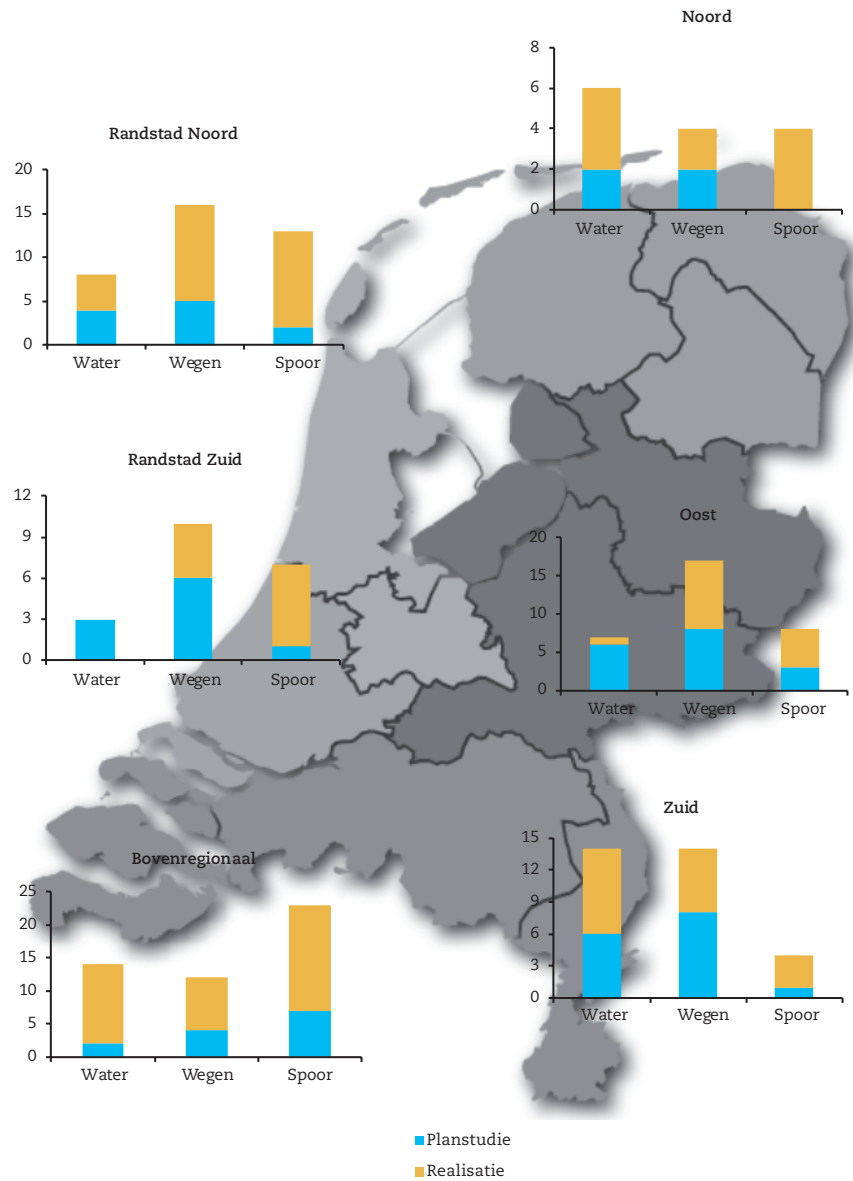 Noord
8
6
4
2
0
Water Wegen Spoor
Randstad Noord
20
15
10
5
0
Water Wegen Spoor
Randstad Zuid
12
9
6
3
0
Water Wegen Spoor
Oost
20
15
10
5
0
Water Wegen Spoor
Zuid
15
12
9
6
3
0
Water Wegen Spoor
Bovenregionaal
25
20
15
10
5
0
Water Wegen Spoor
Planstudie
Realisatie